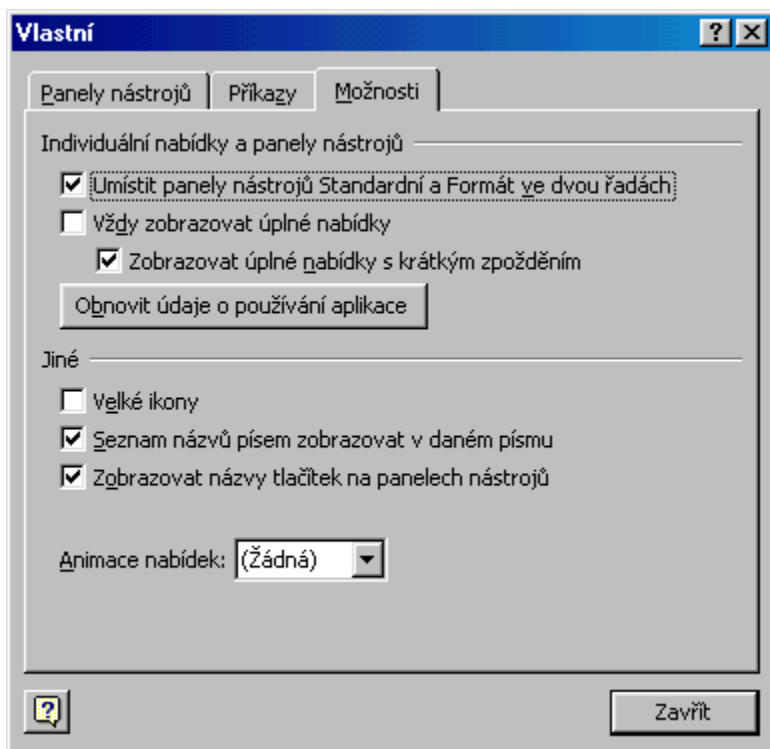 Vlastní
Panely nástrojů Příkazy Možnosti
Individuální nabídky a panely nástrojů
Umístit panely nástrojů Standardní a Formát ve dvou řadách
Vždy zobrazovat úplné nabídky
Zobrazovat úplné nabídky s krátkým zpožděním
Obnovit údaje o používání aplikace
Jiné
Velké ikony
Seznam názvů písem zobrazovat v daném písmu
Zobrazovat názvy tlačítek na panelech nástrojů
Animace nabídek: (Žádná)
Zavřít